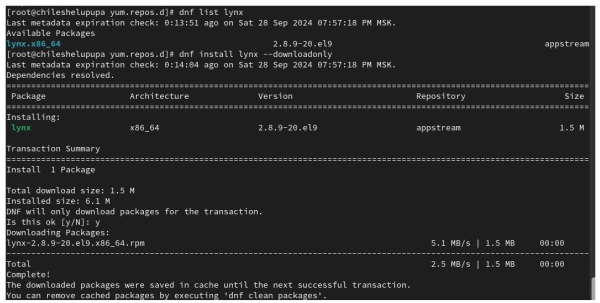 [root@chileshelupupa yum.repos.d]# dnf list lynx
Last metadata expiration check: 0:13:51 ago on Sat 28 Sep 2024 07:57:18 PM MSK.
Available Packages
lynx.x86_64 2.8.9-20.el9 appstream
[root@chileshelupupa yum.repos.d]# dnf install lynx --downloadonly
Last metadata expiration check: 0:14:04 ago on Sat 28 Sep 2024 07:57:18 PM MSK.
Dependencies resolved.
Package Architecture Version Repository Size
Installing:
lynx x86_64 2.8.9-20.el9 appstream 1.5 M
Transaction Summary
Install 1 Package
Total download size: 1.5 M
Installed size: 6.1 M
DNF will only download packages for the transaction.
Is this ok [y/N]: y
Downloading Packages:
lynx-2.8.9-20.el9.x86_64.rpm 5.1 MB/s | 1.5 MB 00:00
Total 2.5 MB/s | 1.5 MB 00:00
Complete!
The downloaded packages were saved in cache until the next successful transaction.
You can remove cached packages by executing 'dnf clean packages'.